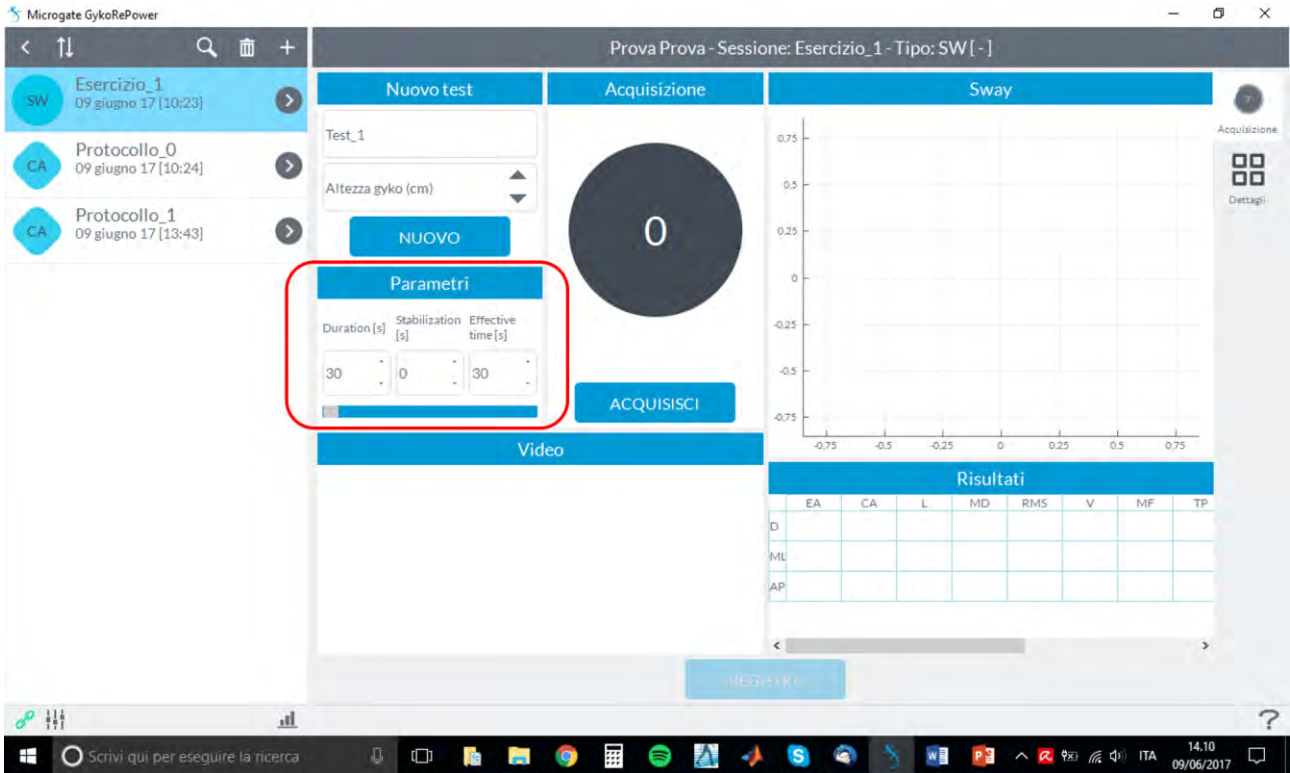 Microgate GykoRePower
Prova Prova - Sessione: Esercizio_1 - Tipo: SW [ - ]
SW
Esercizio_1
09 giugno 17 [10:23]
CA
Protocollo_0
09 giugno 17 [10:24]
CA
Protocollo_1
09 giugno 17 [13:43]
Nuovo test
Test_1
Altezza gyko (cm)
NUOVO
Parametri
Duration [s]
Stabilization
[s]
Effective
time [s]
30
0
30
Acquisizione
0
ACQUISISCI
Video
Sway
0.75
0.5
0.25
0
-0.25
-0.5
-0.75
-0.75 -0.5 -0.25 0 0.25 0.5 0.75
Risultati
EA CA L MD RMS V MF TP
D
ML
AP
Acquisizione
Dettagli
Scrivi qui per eseguire la ricerca
ITA
14.10
09/06/2017